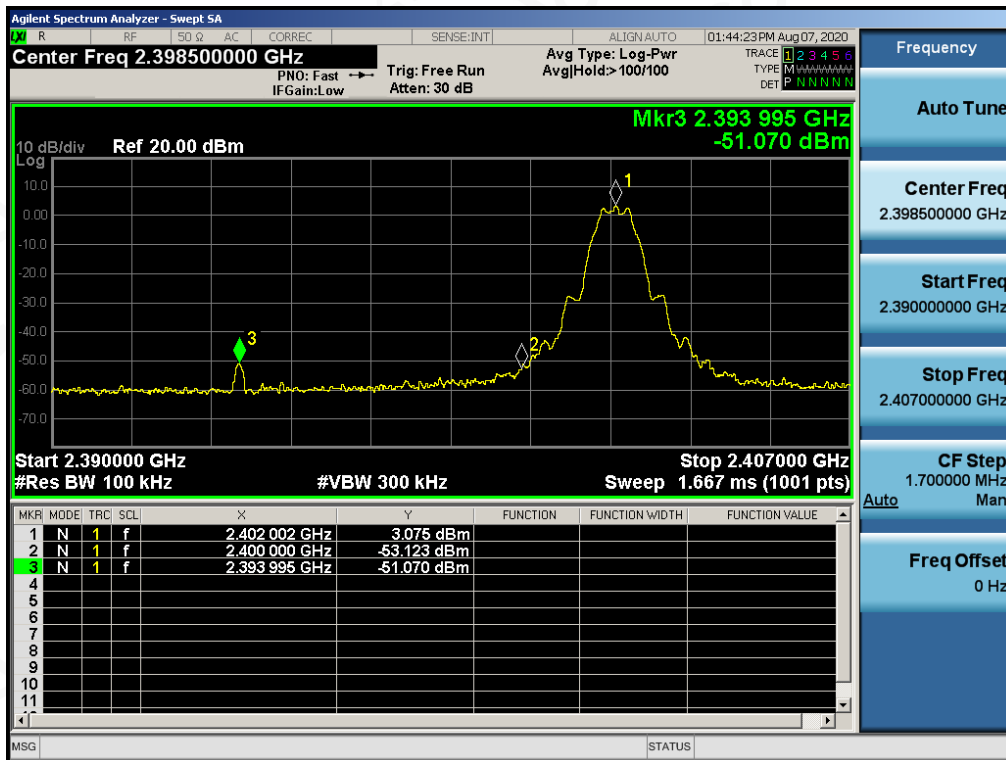 Agilent Spectrum Analyzer - Swept SA
LXI R RF 50 Ω AC CORREC SENSE:INT ALIGN AUTO 01:44:23 PM Aug 07, 2020
Center Freq 2.398500000 GHz
PNO: Fast
IFGain:Low
Trig: Free Run
Atten: 30 dB
Avg Type: Log-Pwr
Avg|Hold:>100/100
TRACE 1 2 3 4 5 6
TYPE M
DET P N N N N N
Mkr3 2.393 995 GHz
-51.070 dBm
10 dB/div Ref 20.00 dBm
Log
10.0
0.00
-10.0
-20.0
-30.0
-40.0
-50.0
-60.0
-70.0
1
2
3
Start 2.390000 GHz Stop 2.407000 GHz
#Res BW 100 kHz #VBW 300 kHz Sweep 1.667 ms (1001 pts)
MKR MODE TRC SCL X Y FUNCTION FUNCTION WIDTH FUNCTION VALUE
1 N 1 f 2.402 002 GHz 3.075 dBm
2 N 1 f 2.400 000 GHz -53.123 dBm
3 N 1 f 2.393 995 GHz -51.070 dBm
4
5
6
7
8
9
10
11
MSG STATUS
Frequency
Auto Tune
Center Freq
2.398500000 GHz
Start Freq
2.390000000 GHz
Stop Freq
2.407000000 GHz
CF Step
1.700000 MHz
Auto Man
Freq Offset
0 Hz